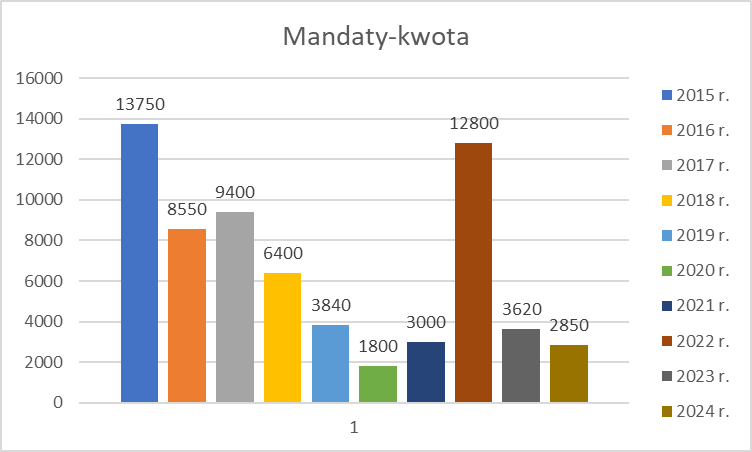 Mandaty-kwota
16000
14000
12000
10000
8000
6000
4000
2000
0
13750
8550
9400
6400
3840
1800
3000
12800
3620
2850
1
2015 r.
2016 r.
2017 r.
2018 r.
2019 r.
2020 r.
2021 r.
2022 r.
2023 r.
2024 r.